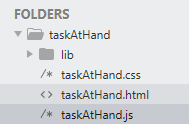 FOLDERS
taskAtHand
lib
/* taskAtHand.css
<> taskAtHand.html
/* taskAtHand.js